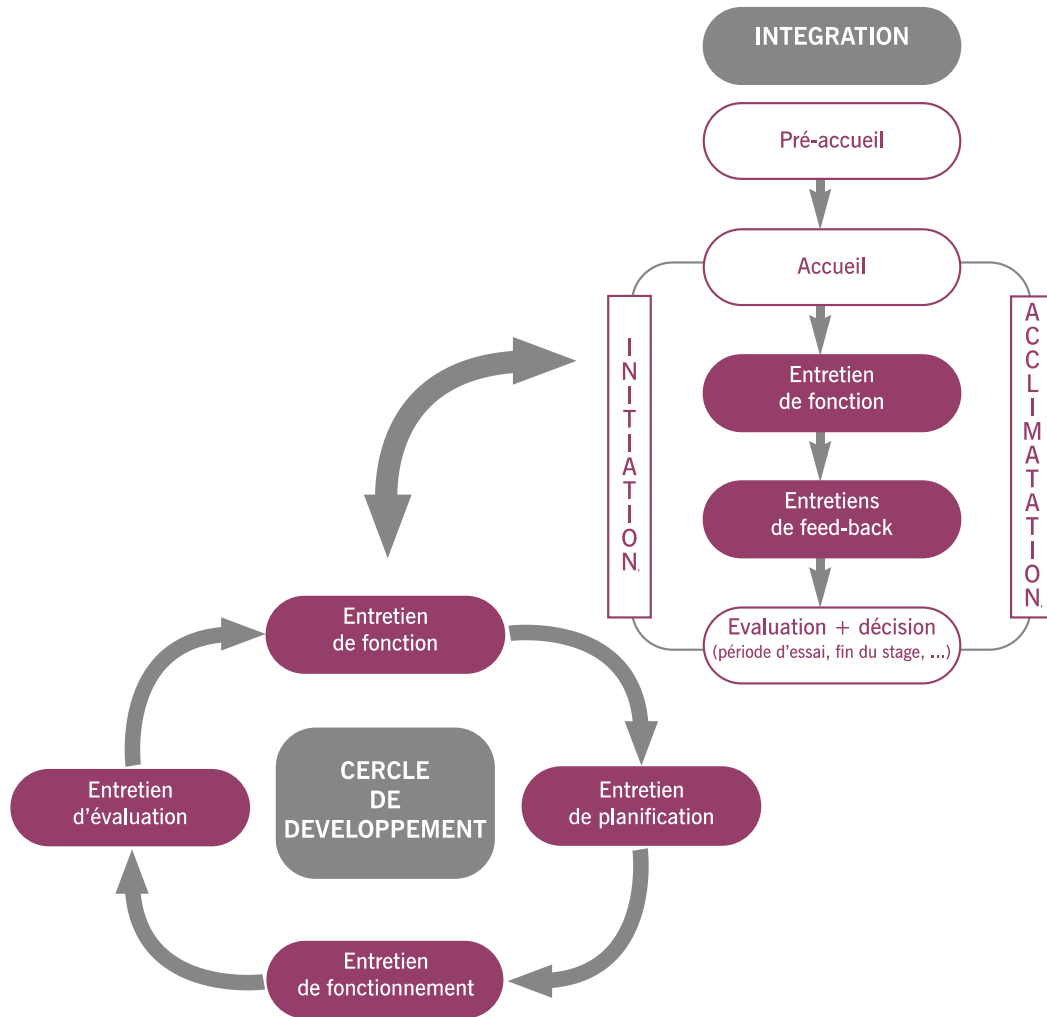 INTEGRATION
Pré-accueil
Accueil
INITIATION
ACCLIMATATION
Entretien
de fonction
Entretiens
de feed-back
Evaluation + décision
(période d'essai, fin du stage, ...)
Entretien
de fonction
Entretien
d'évaluation
CERCLE
DE
DEVELOPPEMENT
Entretien
de planification
Entretien
de fonctionnement